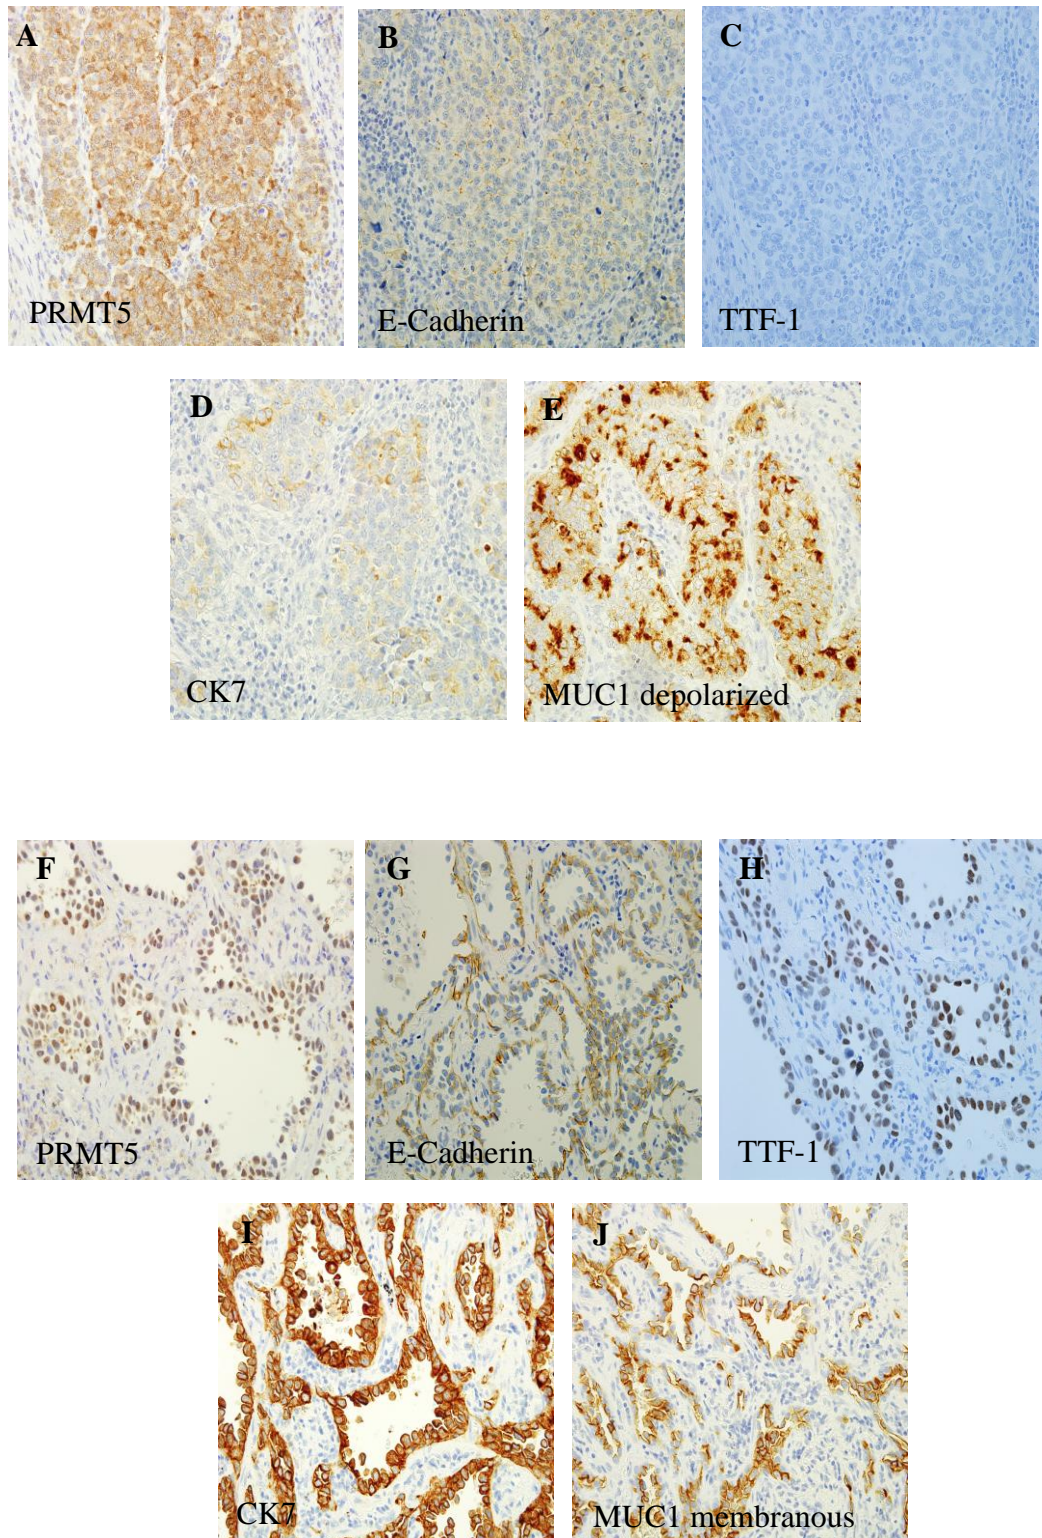 A
B
C
PRMT5
E-Cadherin
TTF-1
D
E
CK7
MUC1 depolarized
F
G
H
PRMT5
E-Cadherin
TTF-1
I
J
CK7
MUC1 membranous